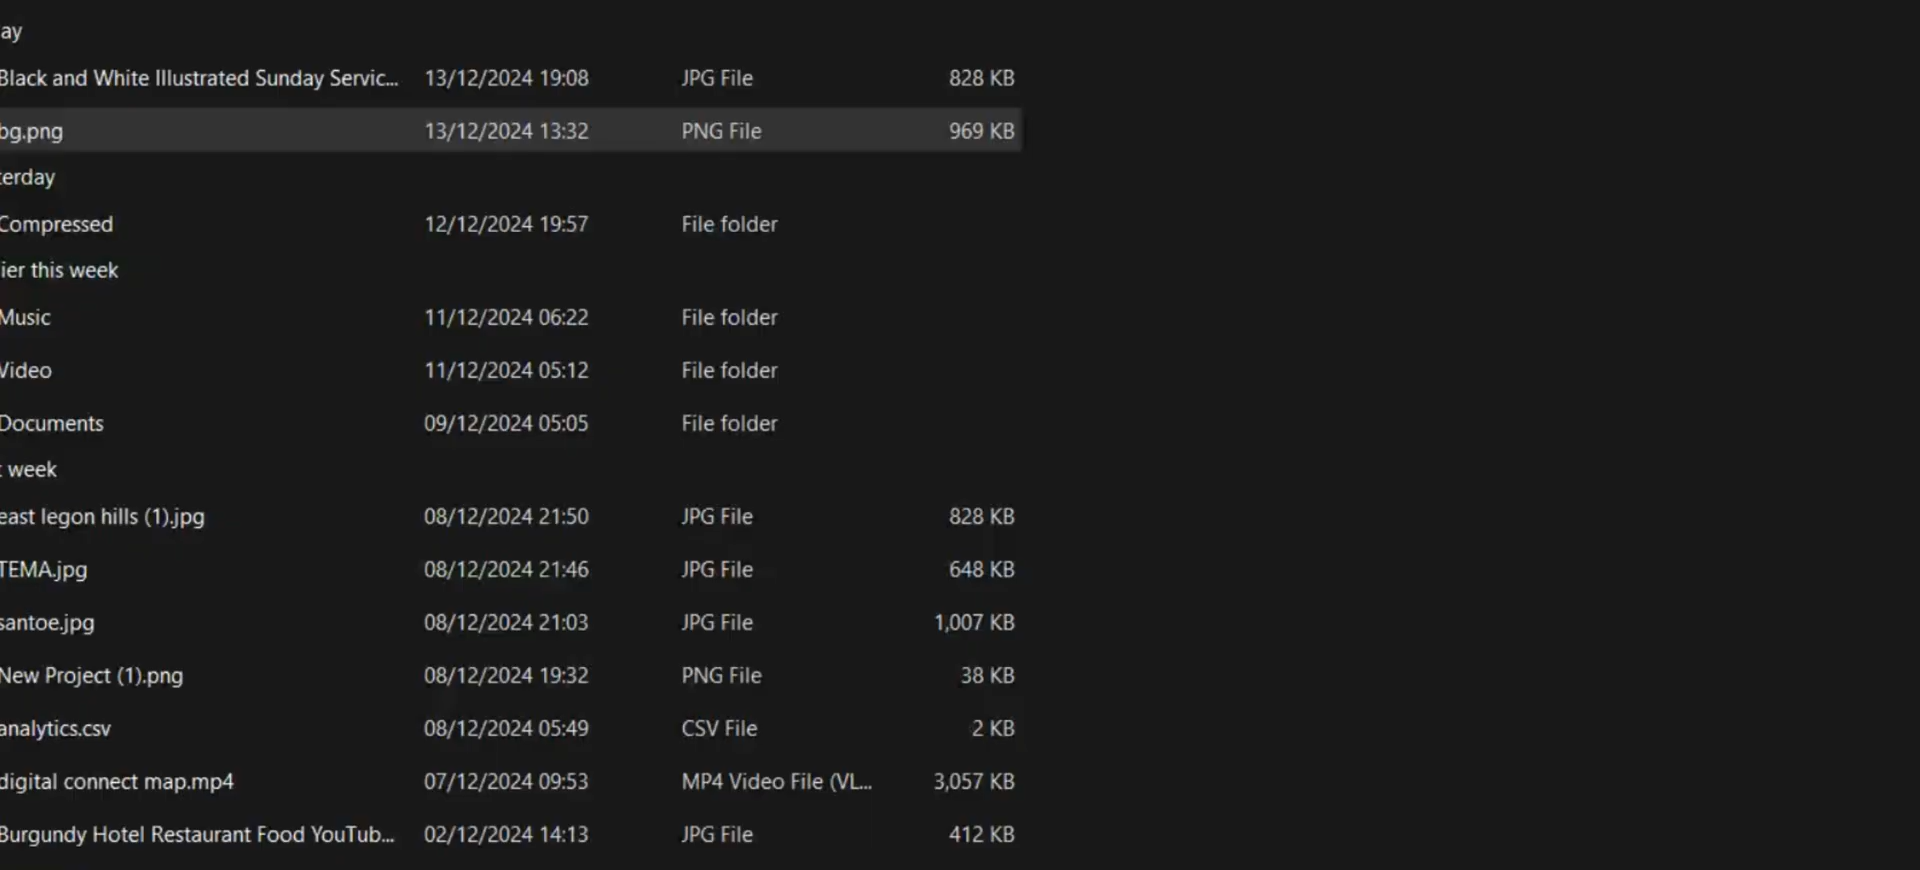 ay
Black and White Illustrated Sunday Servic... 13/12/2024 19:08 JPG File 828 KB
bg.png 13/12/2024 13:32 PNG File 969 KB
terday
Compressed 12/12/2024 19:57 File folder
ier this week
Music 11/12/2024 06:22 File folder
Video 11/12/2024 05:12 File folder
Documents 09/12/2024 05:05 File folder
t week
east legon hills (1).jpg 08/12/2024 21:50 JPG File 828 KB
TEMA.jpg 08/12/2024 21:46 JPG File 648 KB
santoe.jpg 08/12/2024 21:03 JPG File 1,007 KB
New Project (1).png 08/12/2024 19:32 PNG File 38 KB
analytics.csv 08/12/2024 05:49 CSV File 2 KB
digital connect map.mp4 07/12/2024 09:53 MP4 Video File (VL... 3,057 KB
Burgundy Hotel Restaurant Food YouTub... 02/12/2024 14:13 JPG File 412 KB